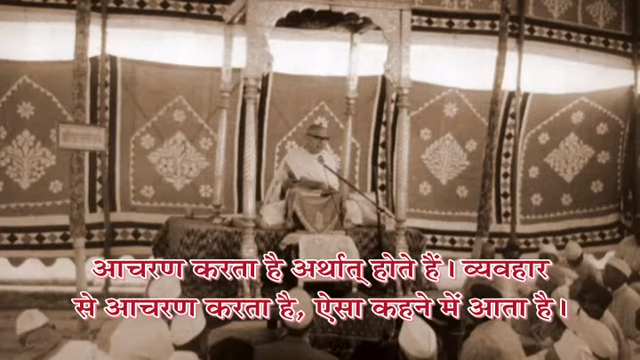 आचरण करता है अर्थात् होते हैं। व्यवहार
से आचरण करता है, ऐसा कहने में आता है।